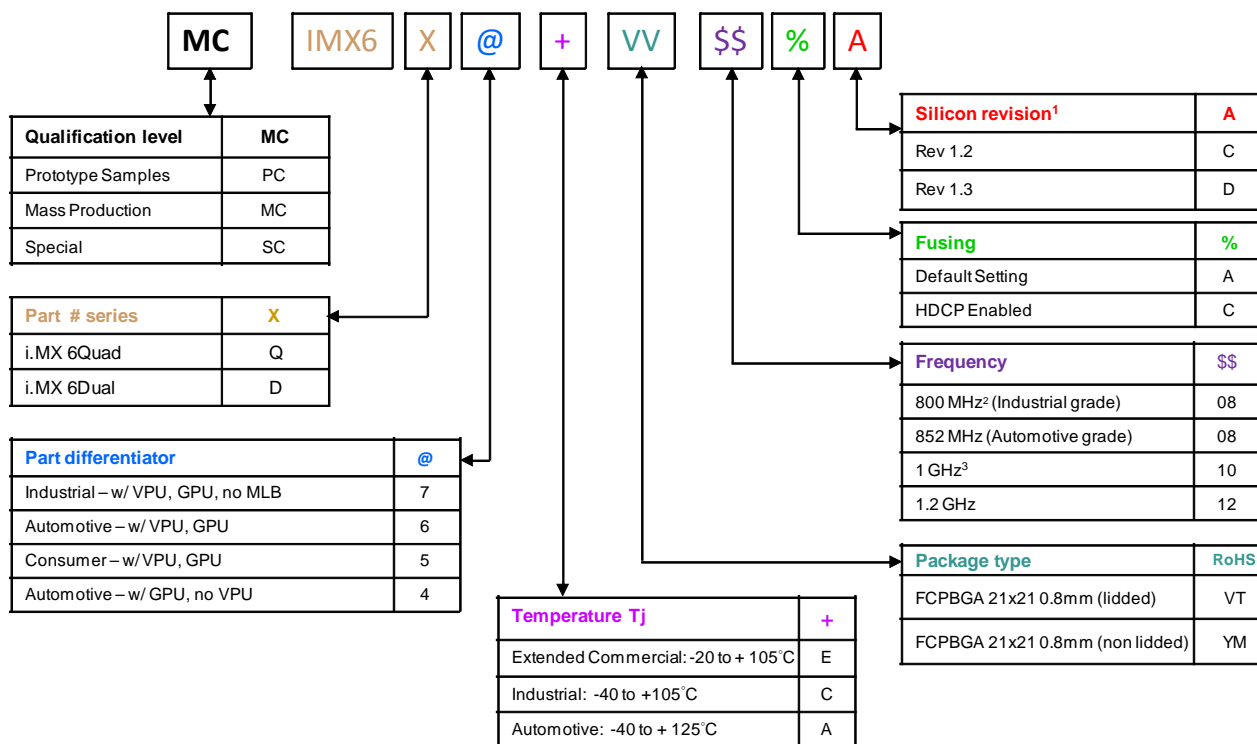 MC IMX6 X @ + VV $$ % A
Qualification level MC
Prototype Samples PC
Mass Production MC
Special SC
Part # series X
i.MX 6Quad Q
i.MX 6Dual D
Part differentiator @
Industrial – w/ VPU, GPU, no MLB 7
Automotive – w/ VPU, GPU 6
Consumer – w/ VPU, GPU 5
Automotive – w/ GPU, no VPU 4
Temperature Tj +
Extended Commercial: -20 to + 105°C E
Industrial: -40 to +105°C C
Automotive: -40 to + 125°C A
Silicon revision¹ A
Rev 1.2 C
Rev 1.3 D
Fusing %
Default Setting A
HDCP Enabled C
Frequency $$
800 MHz² (Industrial grade) 08
852 MHz (Automotive grade) 08
1 GHz³ 10
1.2 GHz 12
Package type RoHS
FCPBGA 21x21 0.8mm (lidded) VT
FCPBGA 21x21 0.8mm (non lidded) YM